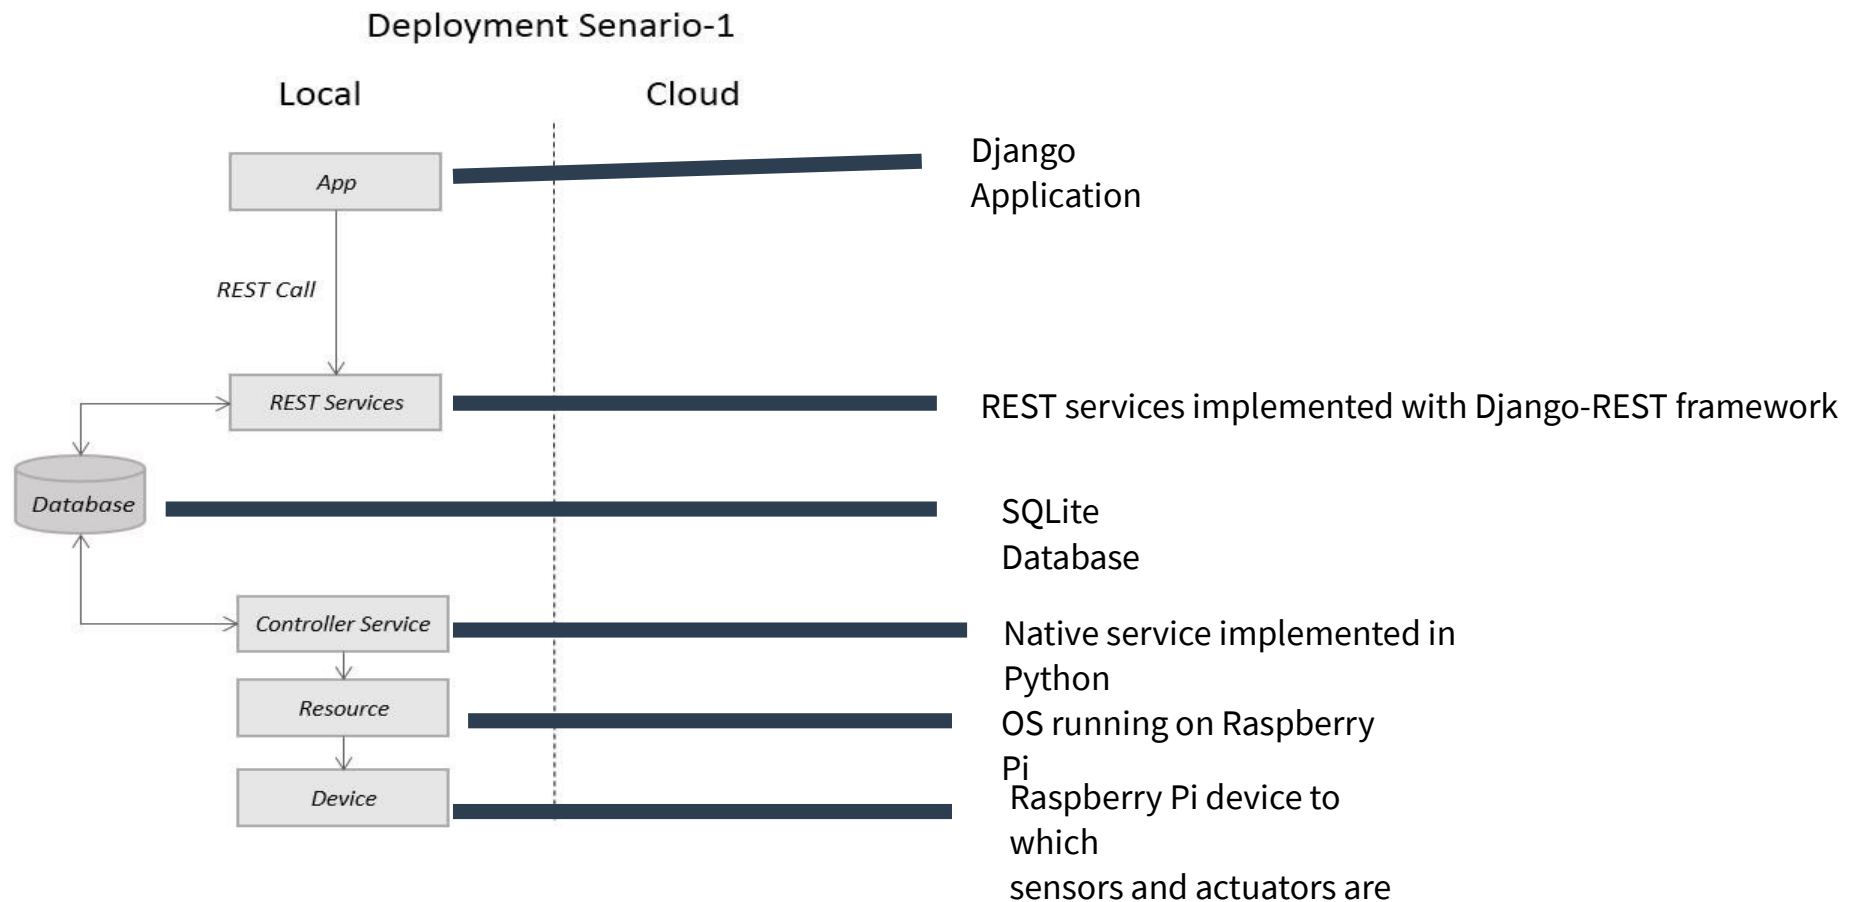 Deployment Senario-1
Local
Cloud
App
Django
Application
REST Call
REST Services
REST services implemented with Django-REST framework
Database
SQLite
Database
Controller Service
Native service implemented in
Python
Resource
OS running on Raspberry
Pi
Device
Raspberry Pi device to
which
sensors and actuators are